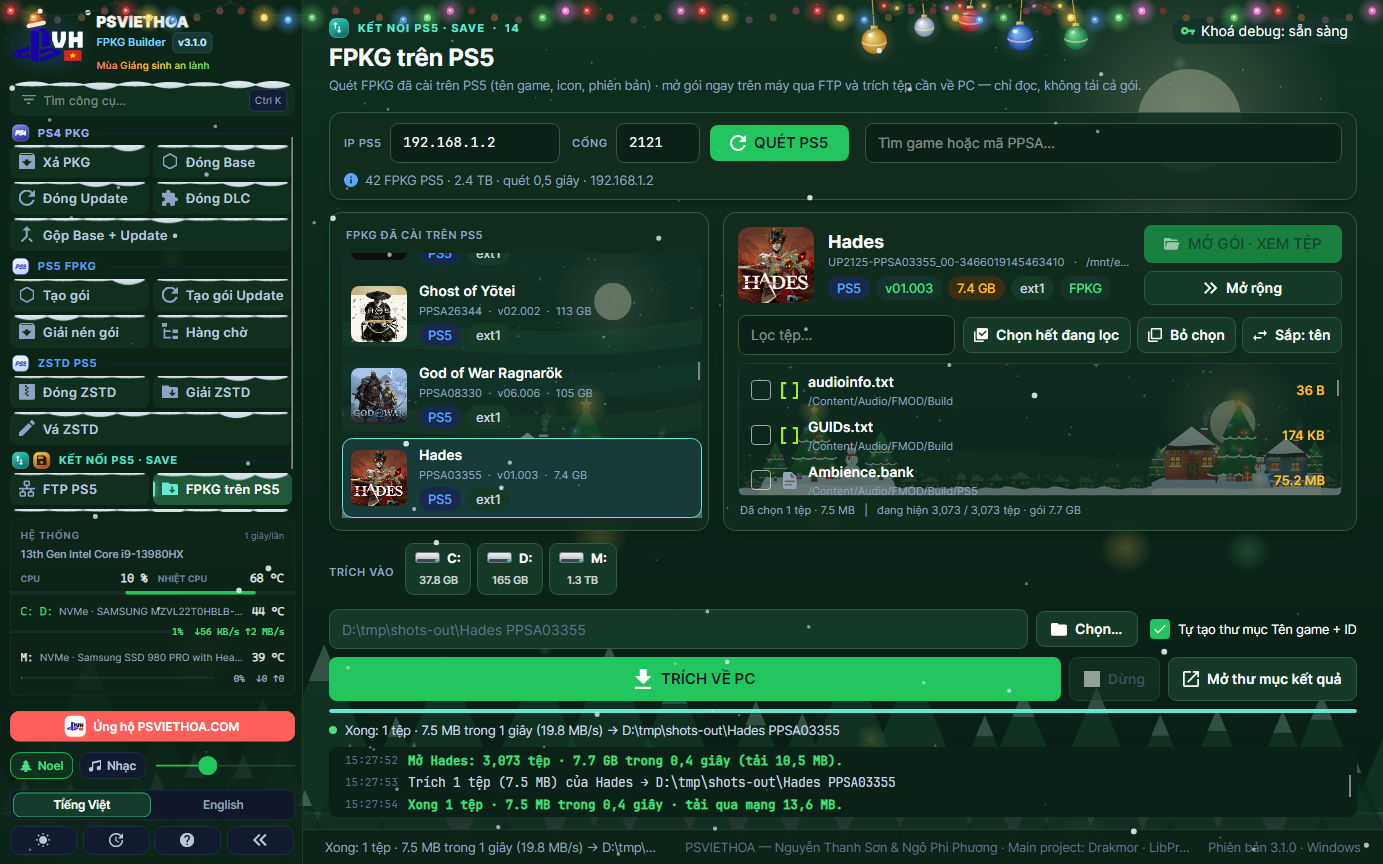 PSVIETHOA
FPKG Builder v3.1.0
Mùa Giáng sinh an lành
Tìm công cụ... Ctrl K
PS4 PKG
Xả PKG
Đóng Base
Đóng Update
Đóng DLC
Gộp Base + Update
PS5 FPKG
Tạo gói
Tạo gói Update
Giải nén gói
Hàng chờ
ZSTD PS5
Đóng ZSTD
Giải ZSTD
Vá ZSTD
KẾT NỐI PS5 · SAVE
FTP PS5
FPKG trên PS5
HỆ THỐNG 1 giây/lần
13th Gen Intel Core i9-13980HX
CPU 10 % NHIỆT CPU 68 °C
C: D: NVMe · SAMSUNG MZVL22T0HBLB-... 44 °C
1% ↓56 KB/s ↑2 MB/s
M: NVMe · Samsung SSD 980 PRO with Hea... 39 °C
0% ↓0 ↑0
Ủng hộ PSVIETHOA.COM
Noel
Nhạc
Tiếng Việt
English
KẾT NỐI PS5 · SAVE · 14
Khoá debug: sẵn sàng
FPKG trên PS5
Quét FPKG đã cài trên PS5 (tên game, icon, phiên bản) · mở gói ngay trên máy qua FTP và trích tệp cần về PC — chỉ đọc, không tải cả gói.
IP PS5 192.168.1.2 CỔNG 2121 QUÉT PS5 Tìm game hoặc mã PPSA...
42 FPKG PS5 · 2.4 TB · quét 0,5 giây · 192.168.1.2
FPKG ĐÃ CÀI TRÊN PS5
PS5 ext1
Ghost of Yōtei
PPSA26344 · v02.002 · 113 GB
PS5 ext1
God of War Ragnarök
PPSA08330 · v06.006 · 105 GB
PS5 ext1
GOD OF WAR
Hades
PPSA03355 · v01.003 · 7.4 GB
PS5 ext1
HADES
Hades
UP2125-PPSA03355_00-3466019145463410 · /mnt/e...
PS5 v01.003 7.4 GB ext1 FPKG
HADES
MỞ GÓI · XEM TỆP
Mở rộng
Lọc tệp...
Chọn hết đang lọc
Bỏ chọn
Sắp: tên
audioinfo.txt 36 B
/Content/Audio/FMOD/Build
GUIDs.txt 174 KB
/Content/Audio/FMOD/Build
Ambience.bank 75.2 MB
/Content/Audio/FMOD/Build/PS5
Đã chọn 1 tệp · 7.5 MB | đang hiện 3,073 / 3,073 tệp · gói 7.7 GB
TRÍCH VÀO
C:
37.8 GB
D:
165 GB
M:
1.3 TB
D:\tmp\shots-out\Hades PPSA03355
Chọn...
Tự tạo thư mục Tên game + ID
TRÍCH VỀ PC
Dừng
Mở thư mục kết quả
Xong: 1 tệp · 7.5 MB trong 1 giây (19.8 MB/s) → D:\tmp\shots-out\Hades PPSA03355
15:27:52 Mở Hades: 3,073 tệp · 7.7 GB trong 0,4 giây (tải 10,5 MB).
15:27:53 Trích 1 tệp (7.5 MB) của Hades → D:\tmp\shots-out\Hades PPSA03355
15:27:54 Xong 1 tệp · 7.5 MB trong 0,4 giây · tải qua mạng 13,6 MB.
Xong: 1 tệp · 7.5 MB trong 1 giây (19.8 MB/s) → D:\tmp\...
PSVIETHOA — Nguyễn Thanh Sơn & Ngô Phi Phương · Main project: Drakmor · LibPr...
Phiên bản 3.1.0 · Windows